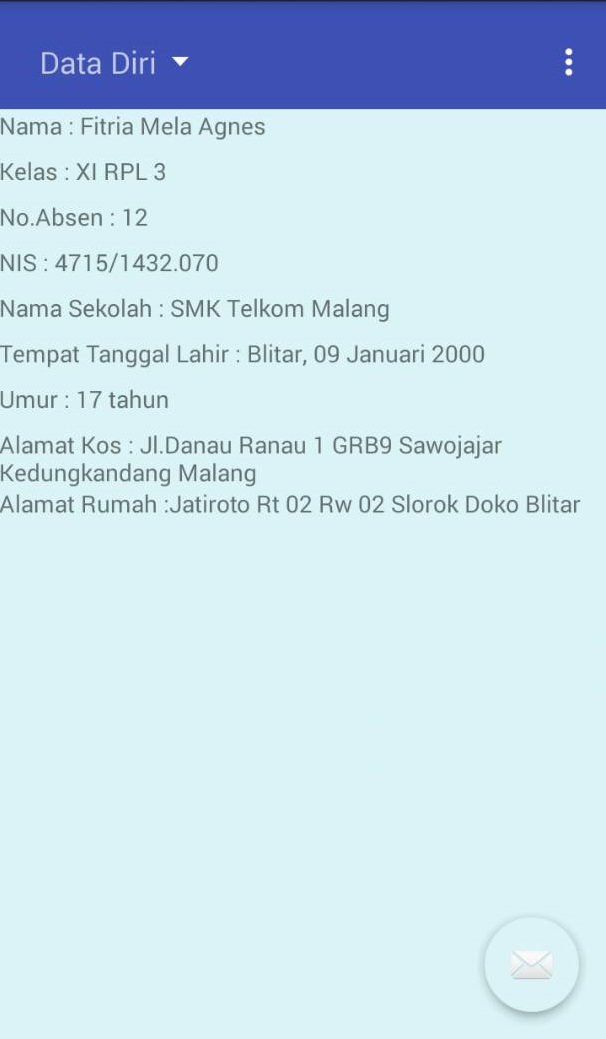 Data Diri
Nama : Fitria Mela Agnes
Kelas : XI RPL 3
No.Absen : 12
NIS : 4715/1432.070
Nama Sekolah : SMK Telkom Malang
Tempat Tanggal Lahir : Blitar, 09 Januari 2000
Umur : 17 tahun
Alamat Kos : Jl.Danau Ranau 1 GRB9 Sawojajar
Kedungkandang Malang
Alamat Rumah :Jatiroto Rt 02 Rw 02 Slorok Doko Blitar